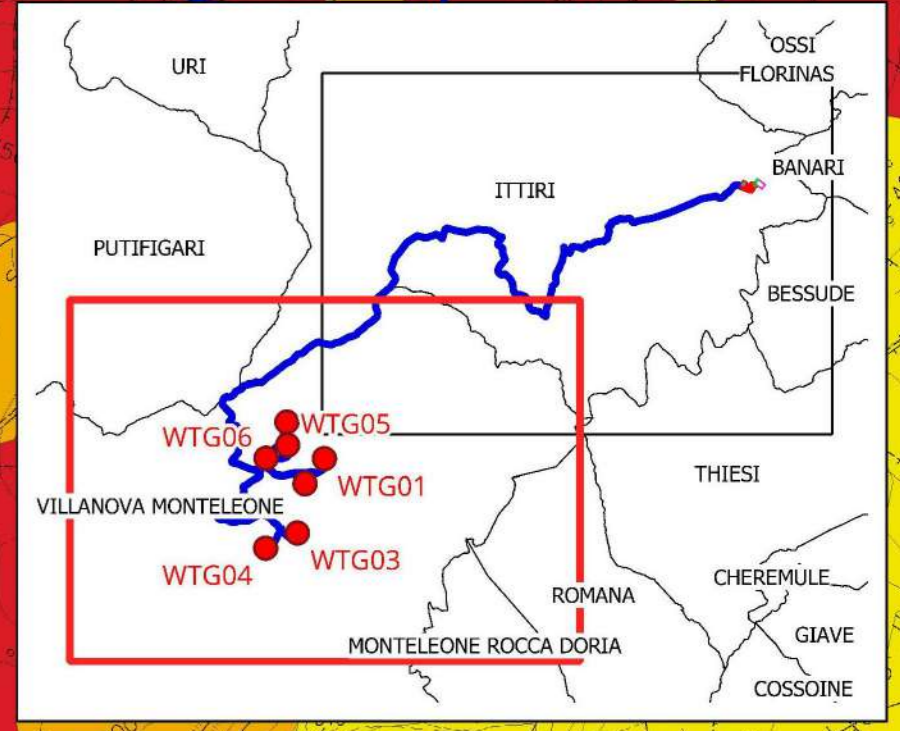 OSSI
URI
FLORINAS
BANARI
ITTIRI
PUTIFIGARI
BESSUDE
WTG05
WTG06
THIESI
WTG01
VILLANOVA MONTELEONE
WTG03
WTG04
CHEREMULE
ROMANA
GIAVE
MONTELEONE ROCCA DORIA
COSSOINE